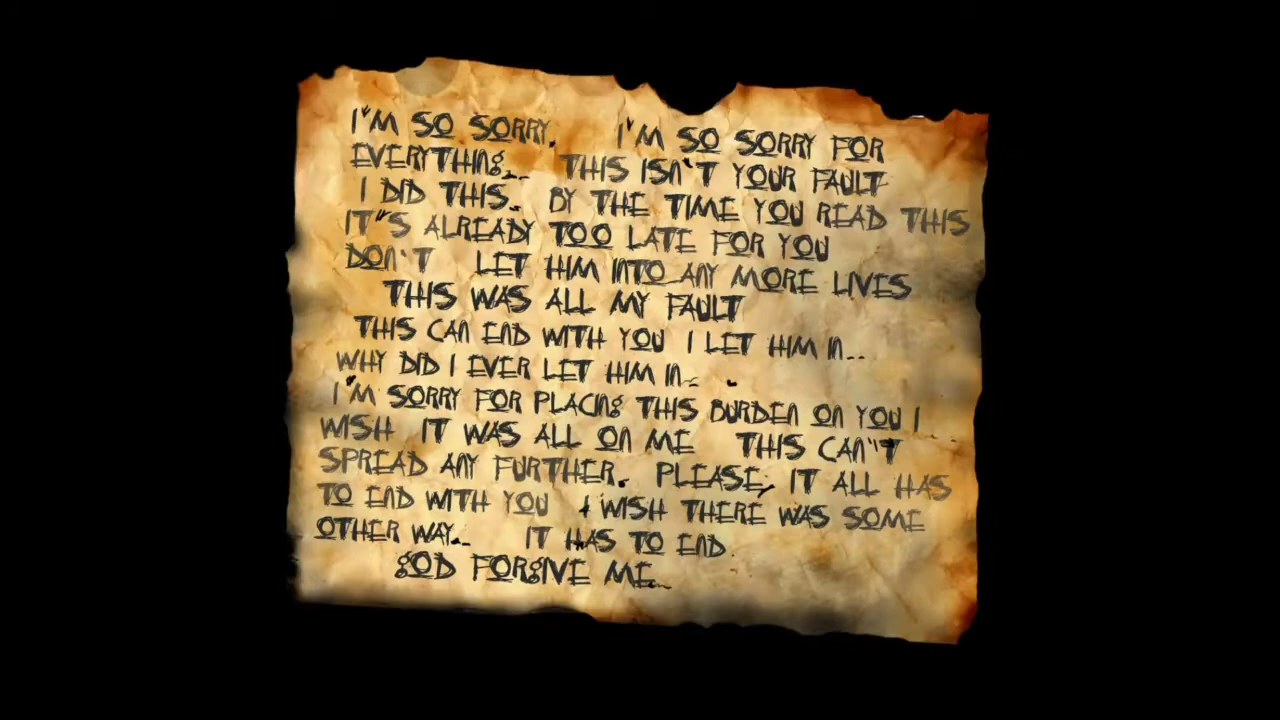 I'M SO SORRY. I'M SO SORRY FOR
EVERYTHING... THIS ISN'T YOUR FAULT
I DID THIS. BY THE TIME YOU READ THIS
IT"S ALREADY TOO LATE FOR YOU
DON'T LET HIM INTO ANY MORE LIVES
THIS WAS ALL MY FAULT
THIS CAN END WITH YOU I LET HIM IN...
WHY DID I EVER LET HIM IN...
I'M SORRY FOR PLACING THIS BURDEN ON YOU I
WISH IT WAS ALL ON ME THIS CAN"T
SPREAD ANY FURTHER. PLEASE, IT ALL HAS
TO END WITH YOU I WISH THERE WAS SOME
OTHER WAY... IT HAS TO END.
GOD FORGIVE ME...